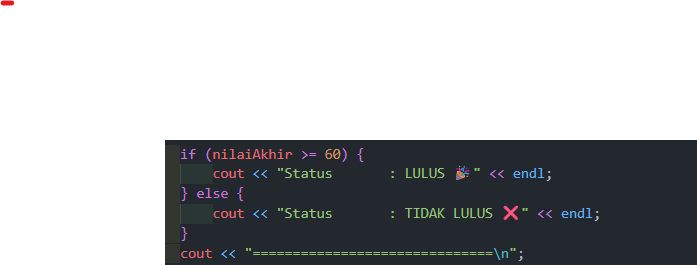 if (nilaiAkhir >= 60) {
    cout << "Status       : LULUS 🎉" << endl;
} else {
    cout << "Status       : TIDAK LULUS ❌" << endl;
}
cout << "==============================\n";